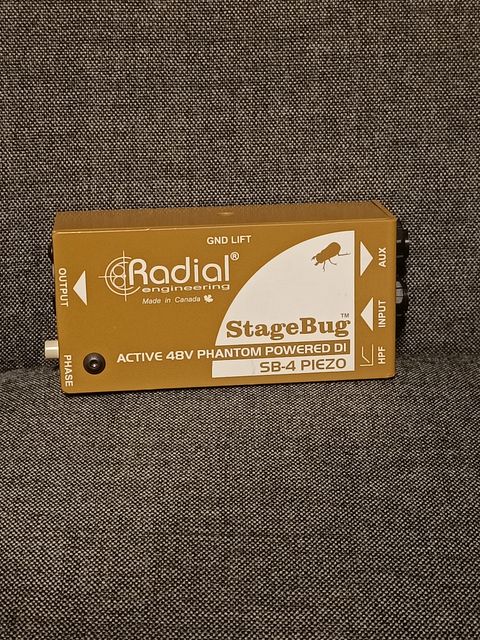 GND LIFT
Radial®
engineering
Made in Canada
StageBug™
ACTIVE 48V PHANTOM POWERED DI
SB-4 PIEZO
OUTPUT
PHASE
AUX
INPUT
HPF